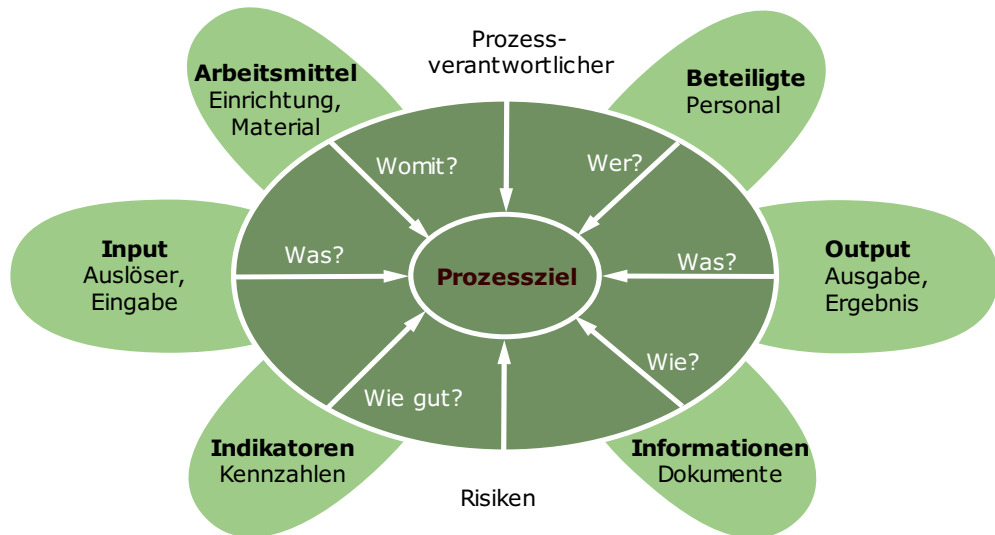 Prozess-
verantwortlicher
Arbeitsmittel
Einrichtung,
Material
Beteiligte
Personal
Womit?
Wer?
Input
Auslöser,
Eingabe
Was?
Prozessziel
Was?
Output
Ausgabe,
Ergebnis
Wie gut?
Wie?
Indikatoren
Kennzahlen
Informationen
Dokumente
Risiken